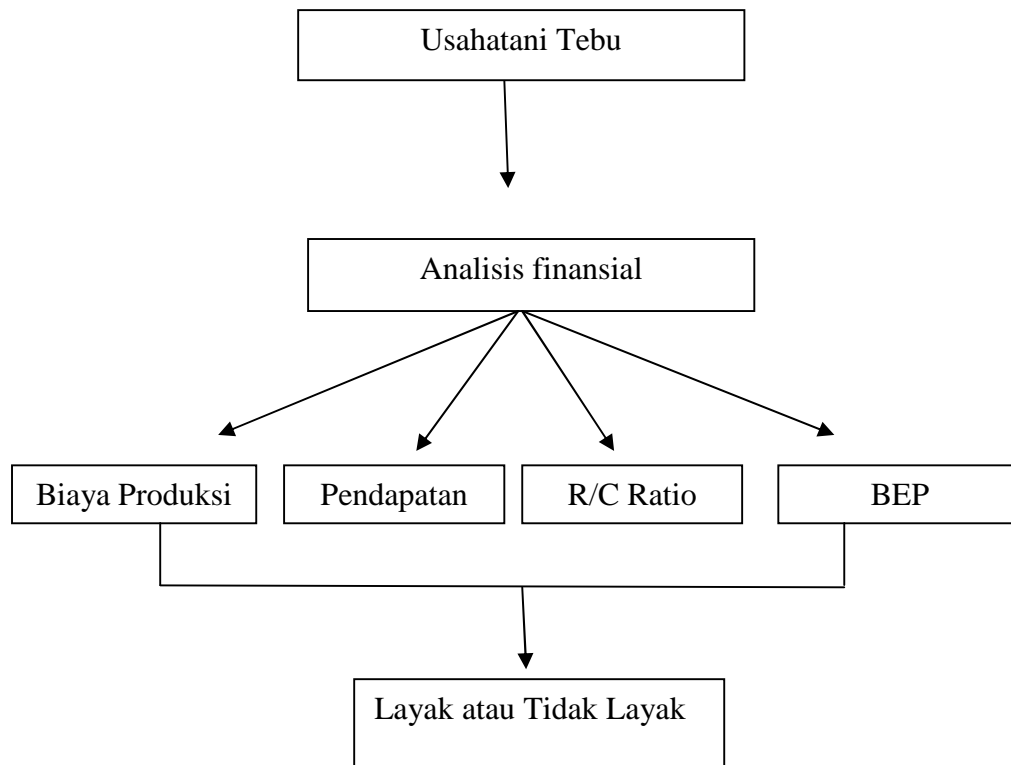 Usahatani Tebu
Analisis finansial
Biaya Produksi
Pendapatan
R/C Ratio
BEP
Layak atau Tidak Layak